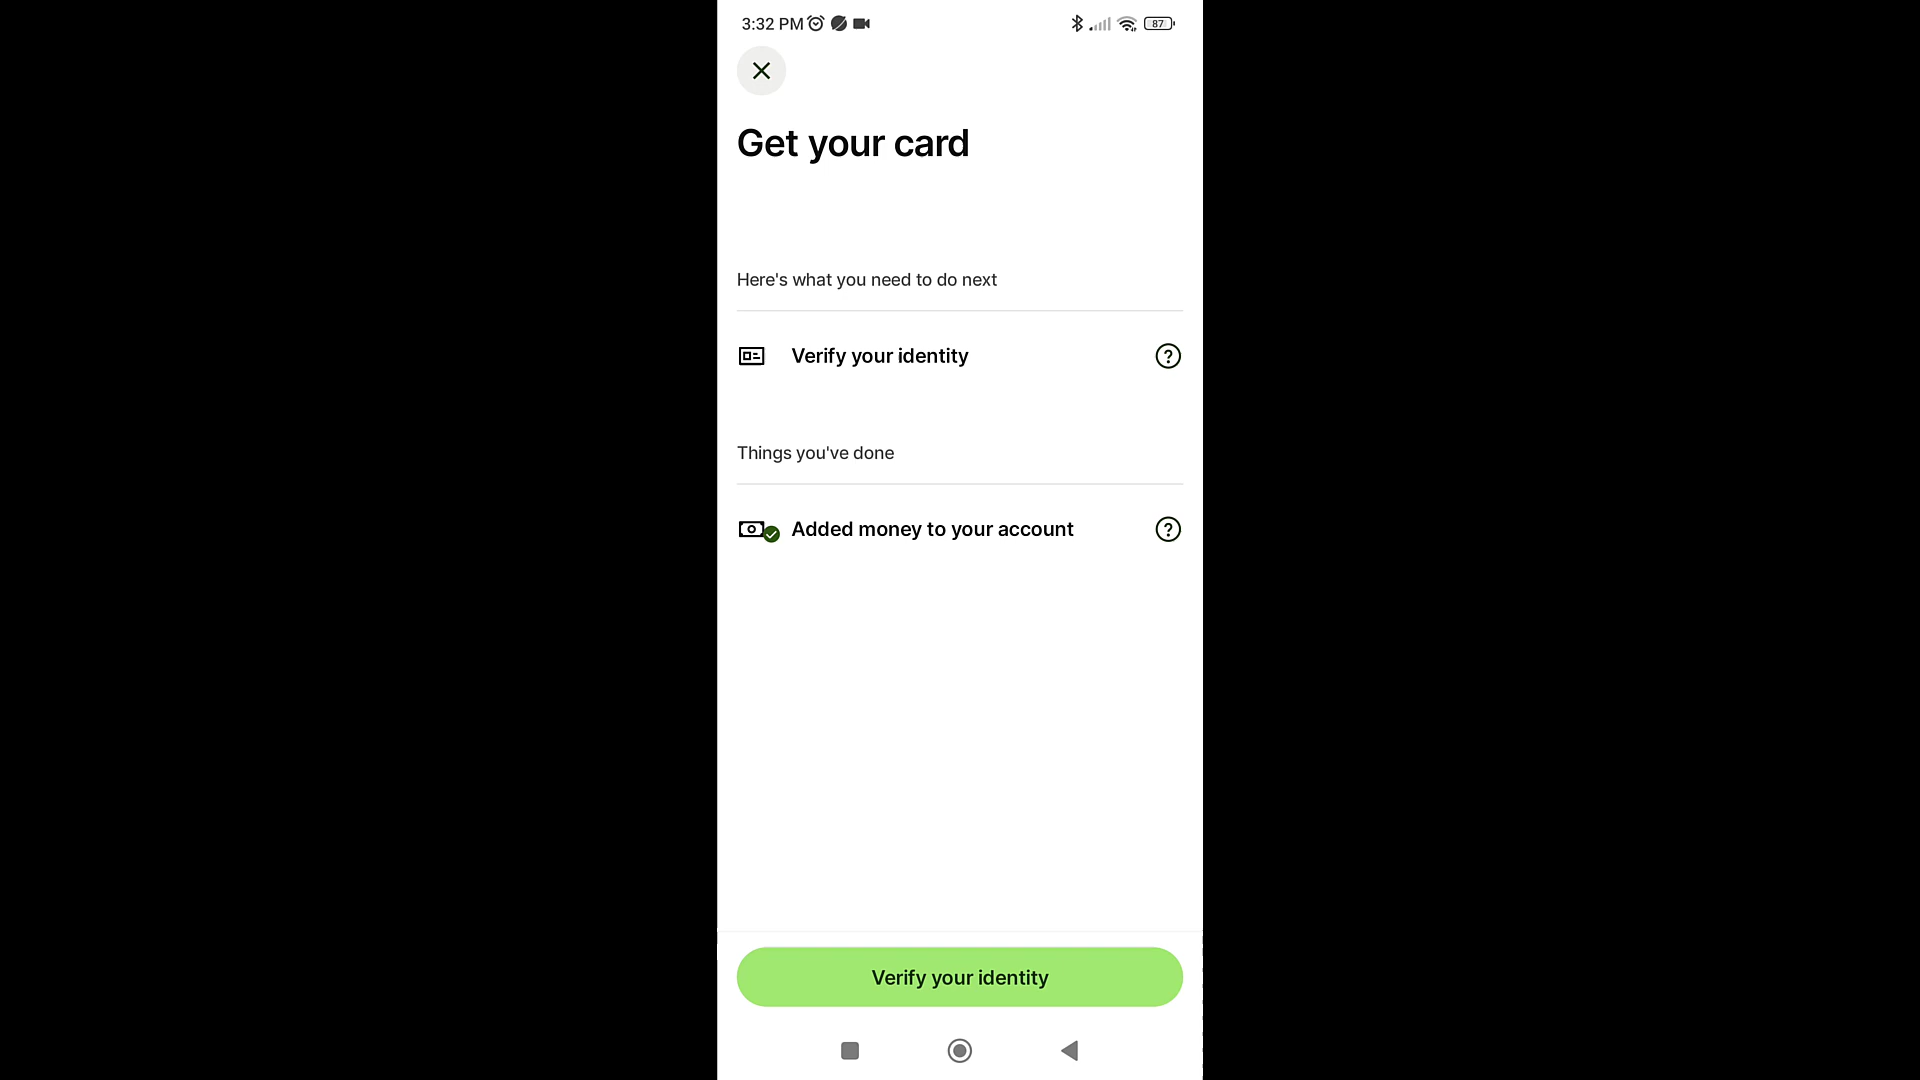 3:32 PM
87
Get your card
Here's what you need to do next
Verify your identity
Things you've done
Added money to your account
Verify your identity